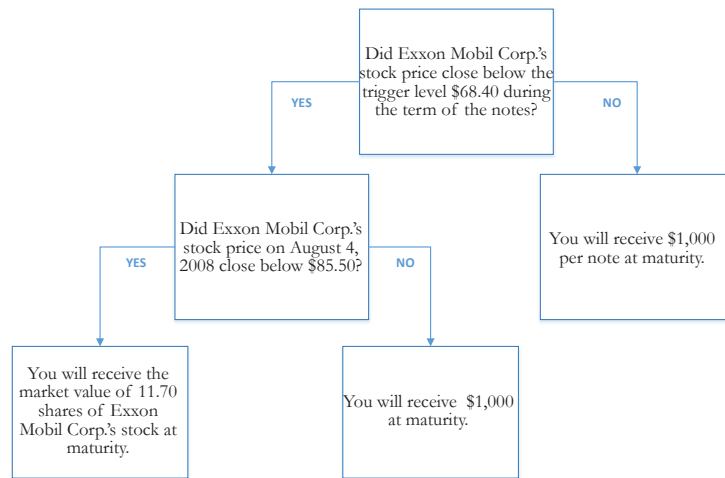 Did Exxon Mobil Corp.'s
stock price close below the
trigger level $68.40 during
the term of the notes?
YES
NO
Did Exxon Mobil Corp.'s
stock price on August 4,
2008 close below $85.50?
You will receive $1,000
per note at maturity.
YES
NO
You will receive the
market value of 11.70
shares of Exxon
Mobil Corp.'s stock at
maturity.
You will receive $1,000
at maturity.